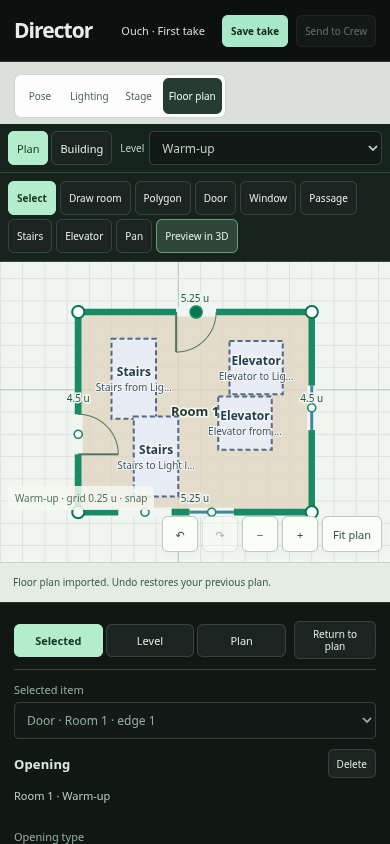 Director
Ouch · First take
Save take
Send to Crew
Pose
Lighting
Stage
Floor plan
Plan
Building
Level
Warm-up
Select
Draw room
Polygon
Door
Window
Passage
Stairs
Elevator
Pan
Preview in 3D
5.25 u
Stairs
Stairs from Lig...
Elevator
Elevator to Lig...
4.5 u
4.5 u
Room 1
Elevator
Elevator from ...
Stairs
Stairs to Light l...
Warm-up · grid 0.25 u · snap
5.25 u
↶
↷
−
+
Fit plan
Floor plan imported. Undo restores your previous plan.
Selected
Level
Plan
Return to
plan
Selected item
Door · Room 1 · edge 1
Opening
Delete
Room 1 · Warm-up
Opening type